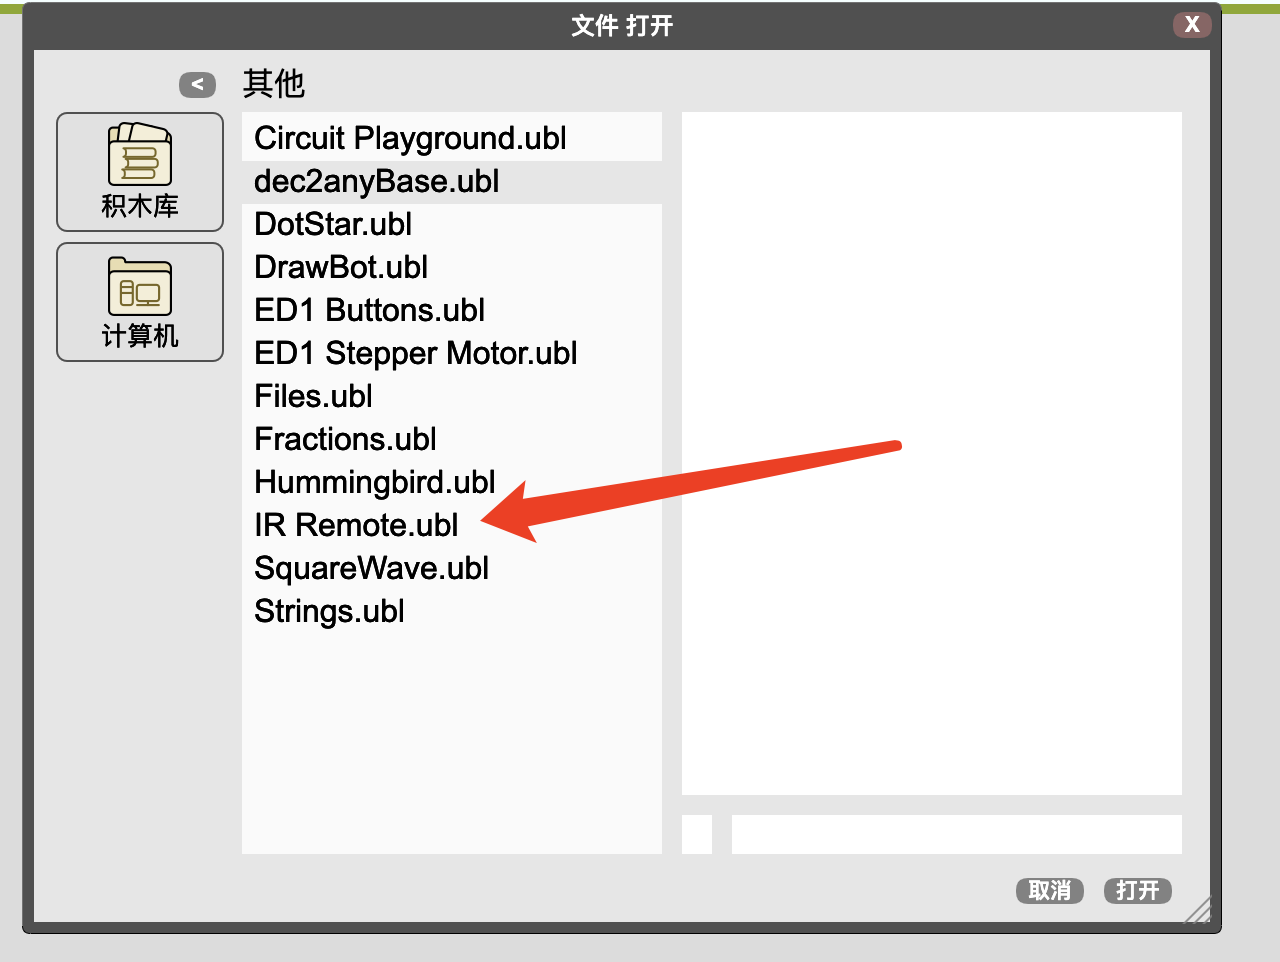 文件 打开
X
<
其他
积木库
计算机
Circuit Playground.ubl
dec2anyBase.ubl
DotStar.ubl
DrawBot.ubl
ED1 Buttons.ubl
ED1 Stepper Motor.ubl
Files.ubl
Fractions.ubl
Hummingbird.ubl
IR Remote.ubl
SquareWave.ubl
Strings.ubl
取消
打开